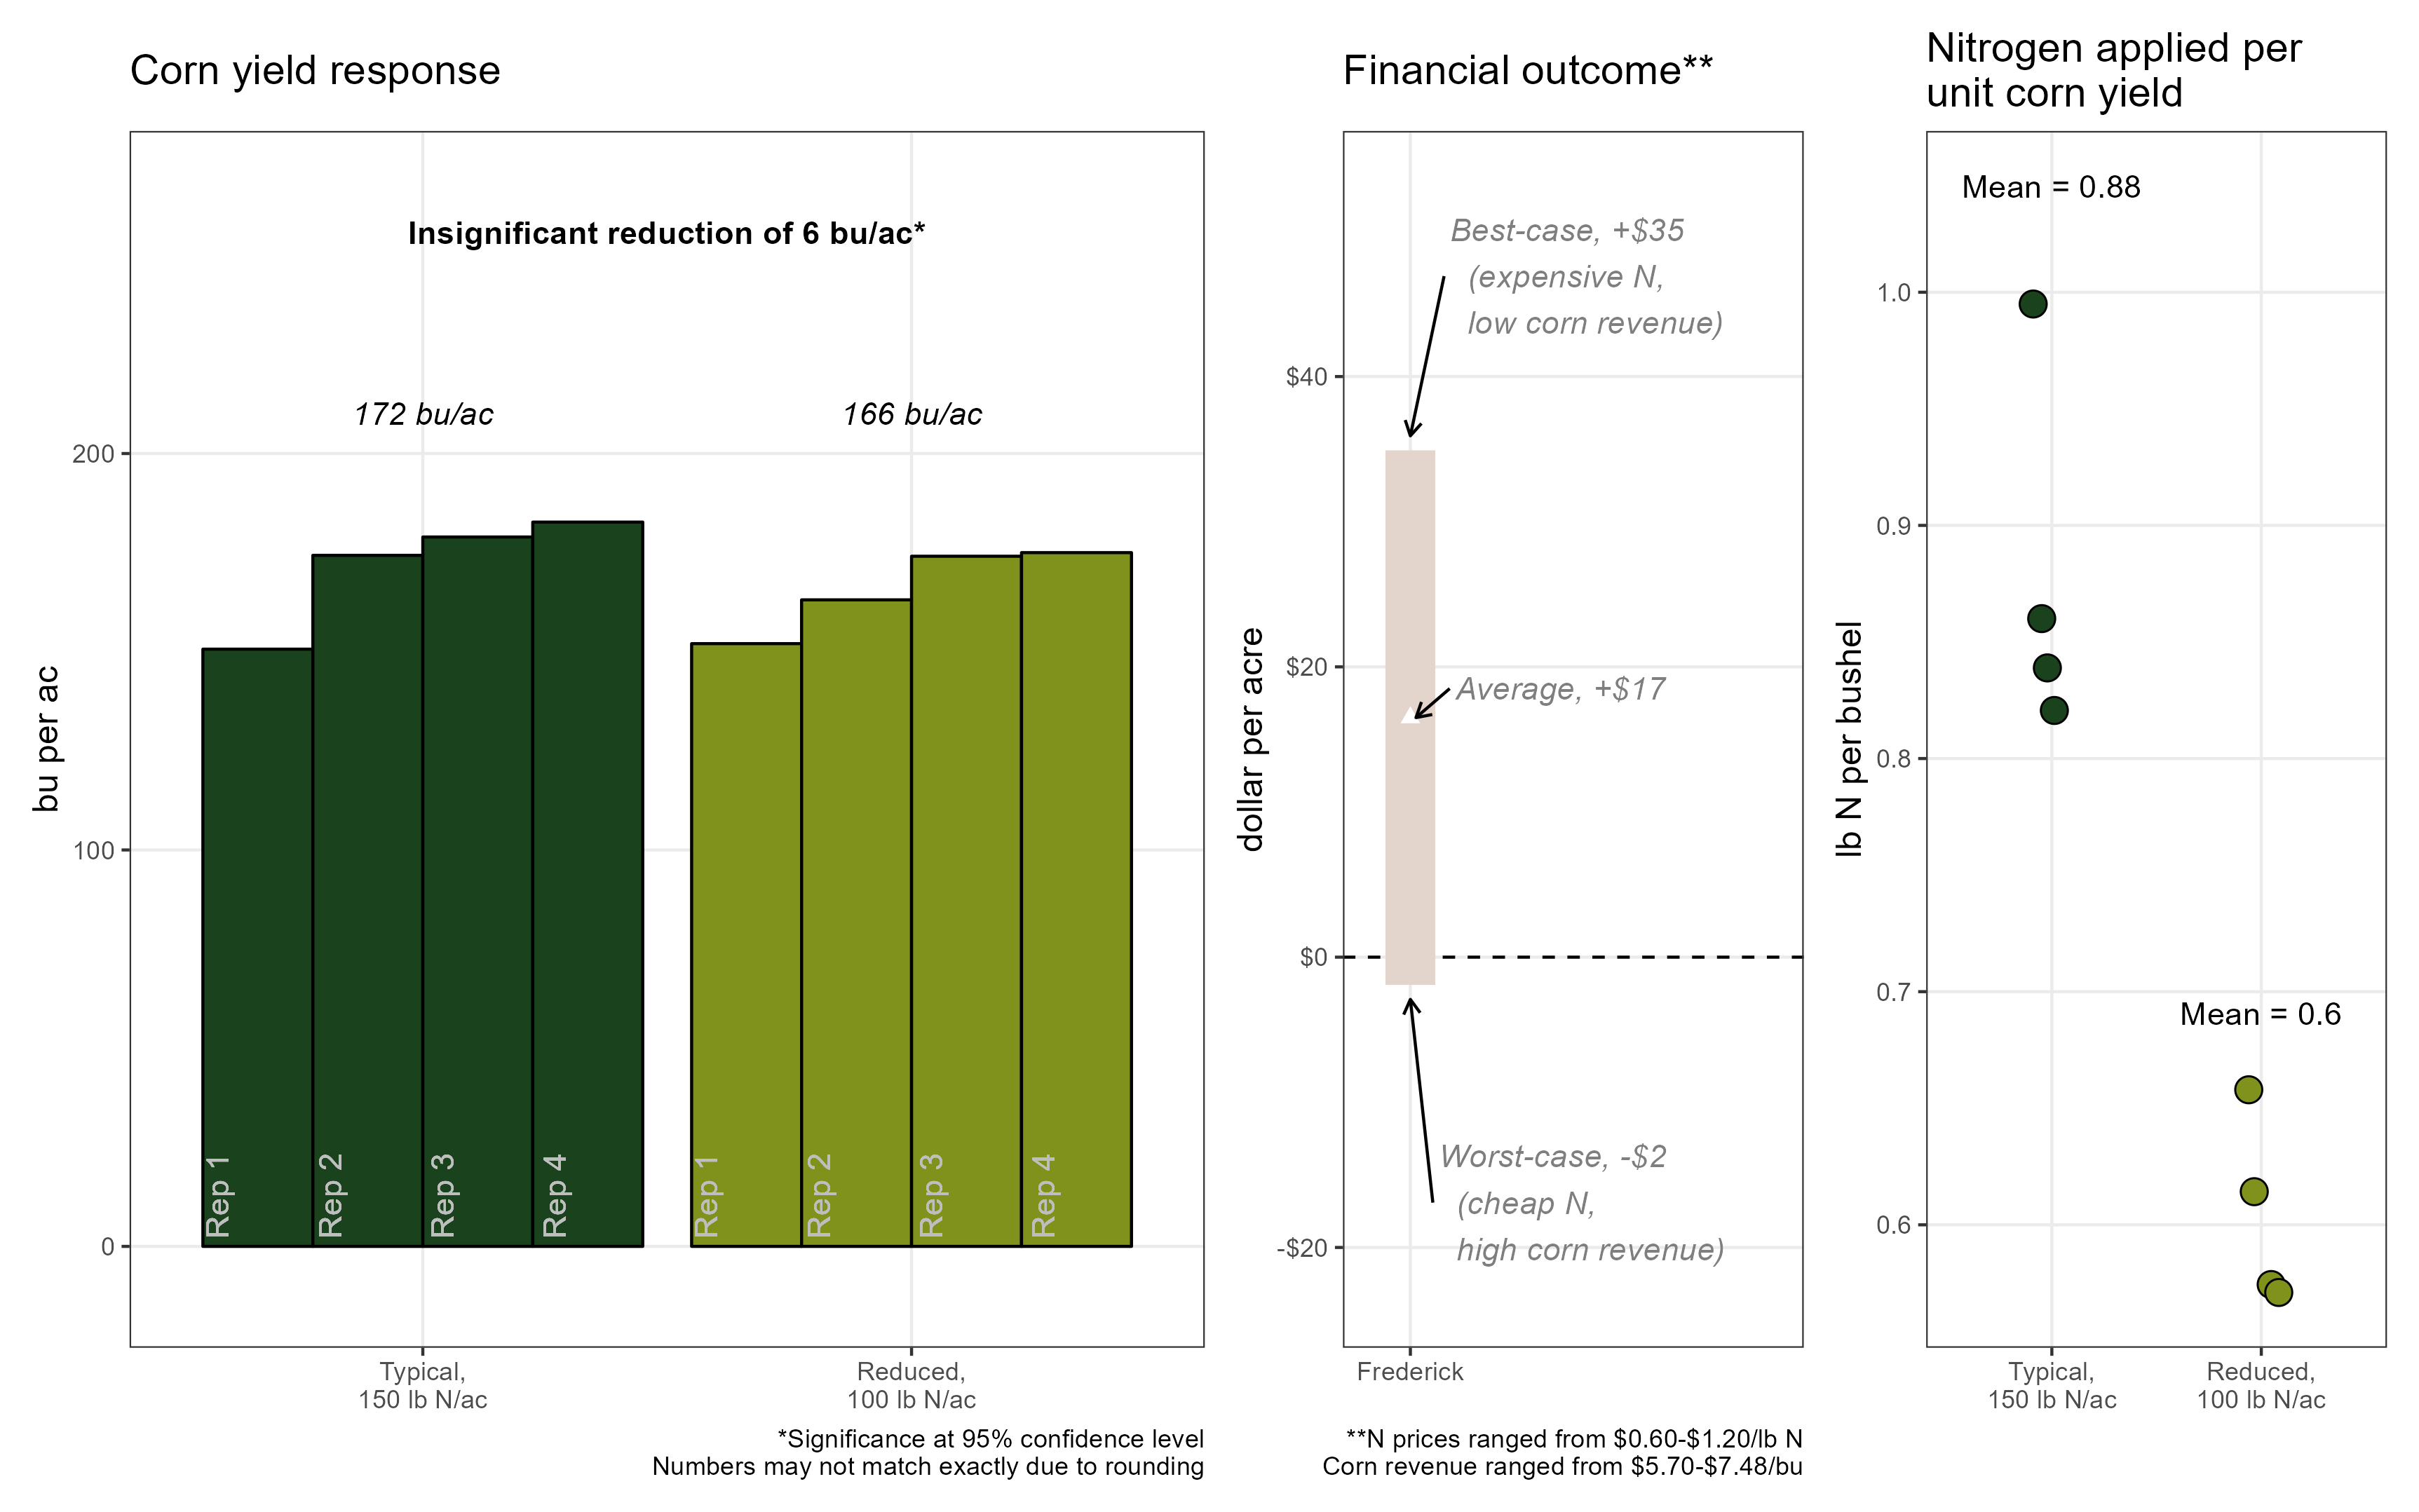 Corn yield response
Insignificant reduction of 6 bu/ac*
172 bu/ac
166 bu/ac
bu per ac
200
100
0
Rep 1
Rep 2
Rep 3
Rep 4
Rep 1
Rep 2
Rep 3
Rep 4
Typical,
150 lb N/ac
Reduced,
100 lb N/ac
*Significance at 95% confidence level
Numbers may not match exactly due to rounding
Financial outcome**
Best-case, +$35
(expensive N,
low corn revenue)
Average, +$17
Worst-case, -$2
(cheap N,
high corn revenue)
dollar per acre
$40
$20
$0
-$20
Frederick
**N prices ranged from $0.60-$1.20/lb N
Corn revenue ranged from $5.70-$7.48/bu
Nitrogen applied per
unit corn yield
Mean = 0.88
Mean = 0.6
lb N per bushel
1.0
0.9
0.8
0.7
0.6
Typical,
150 lb N/ac
Reduced,
100 lb N/ac